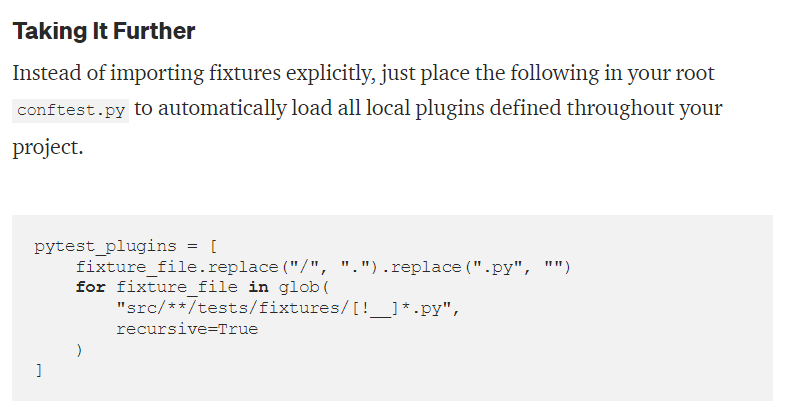 Taking It Further
Instead of importing fixtures explicitly, just place the following in your root
conftest.py to automatically load all local plugins defined throughout your
project.
pytest_plugins = [
    fixture_file.replace("/", ".").replace(".py", "")
    for fixture_file in glob(
        "src/**/tests/fixtures/[!__]*.py",
        recursive=True
    )
]